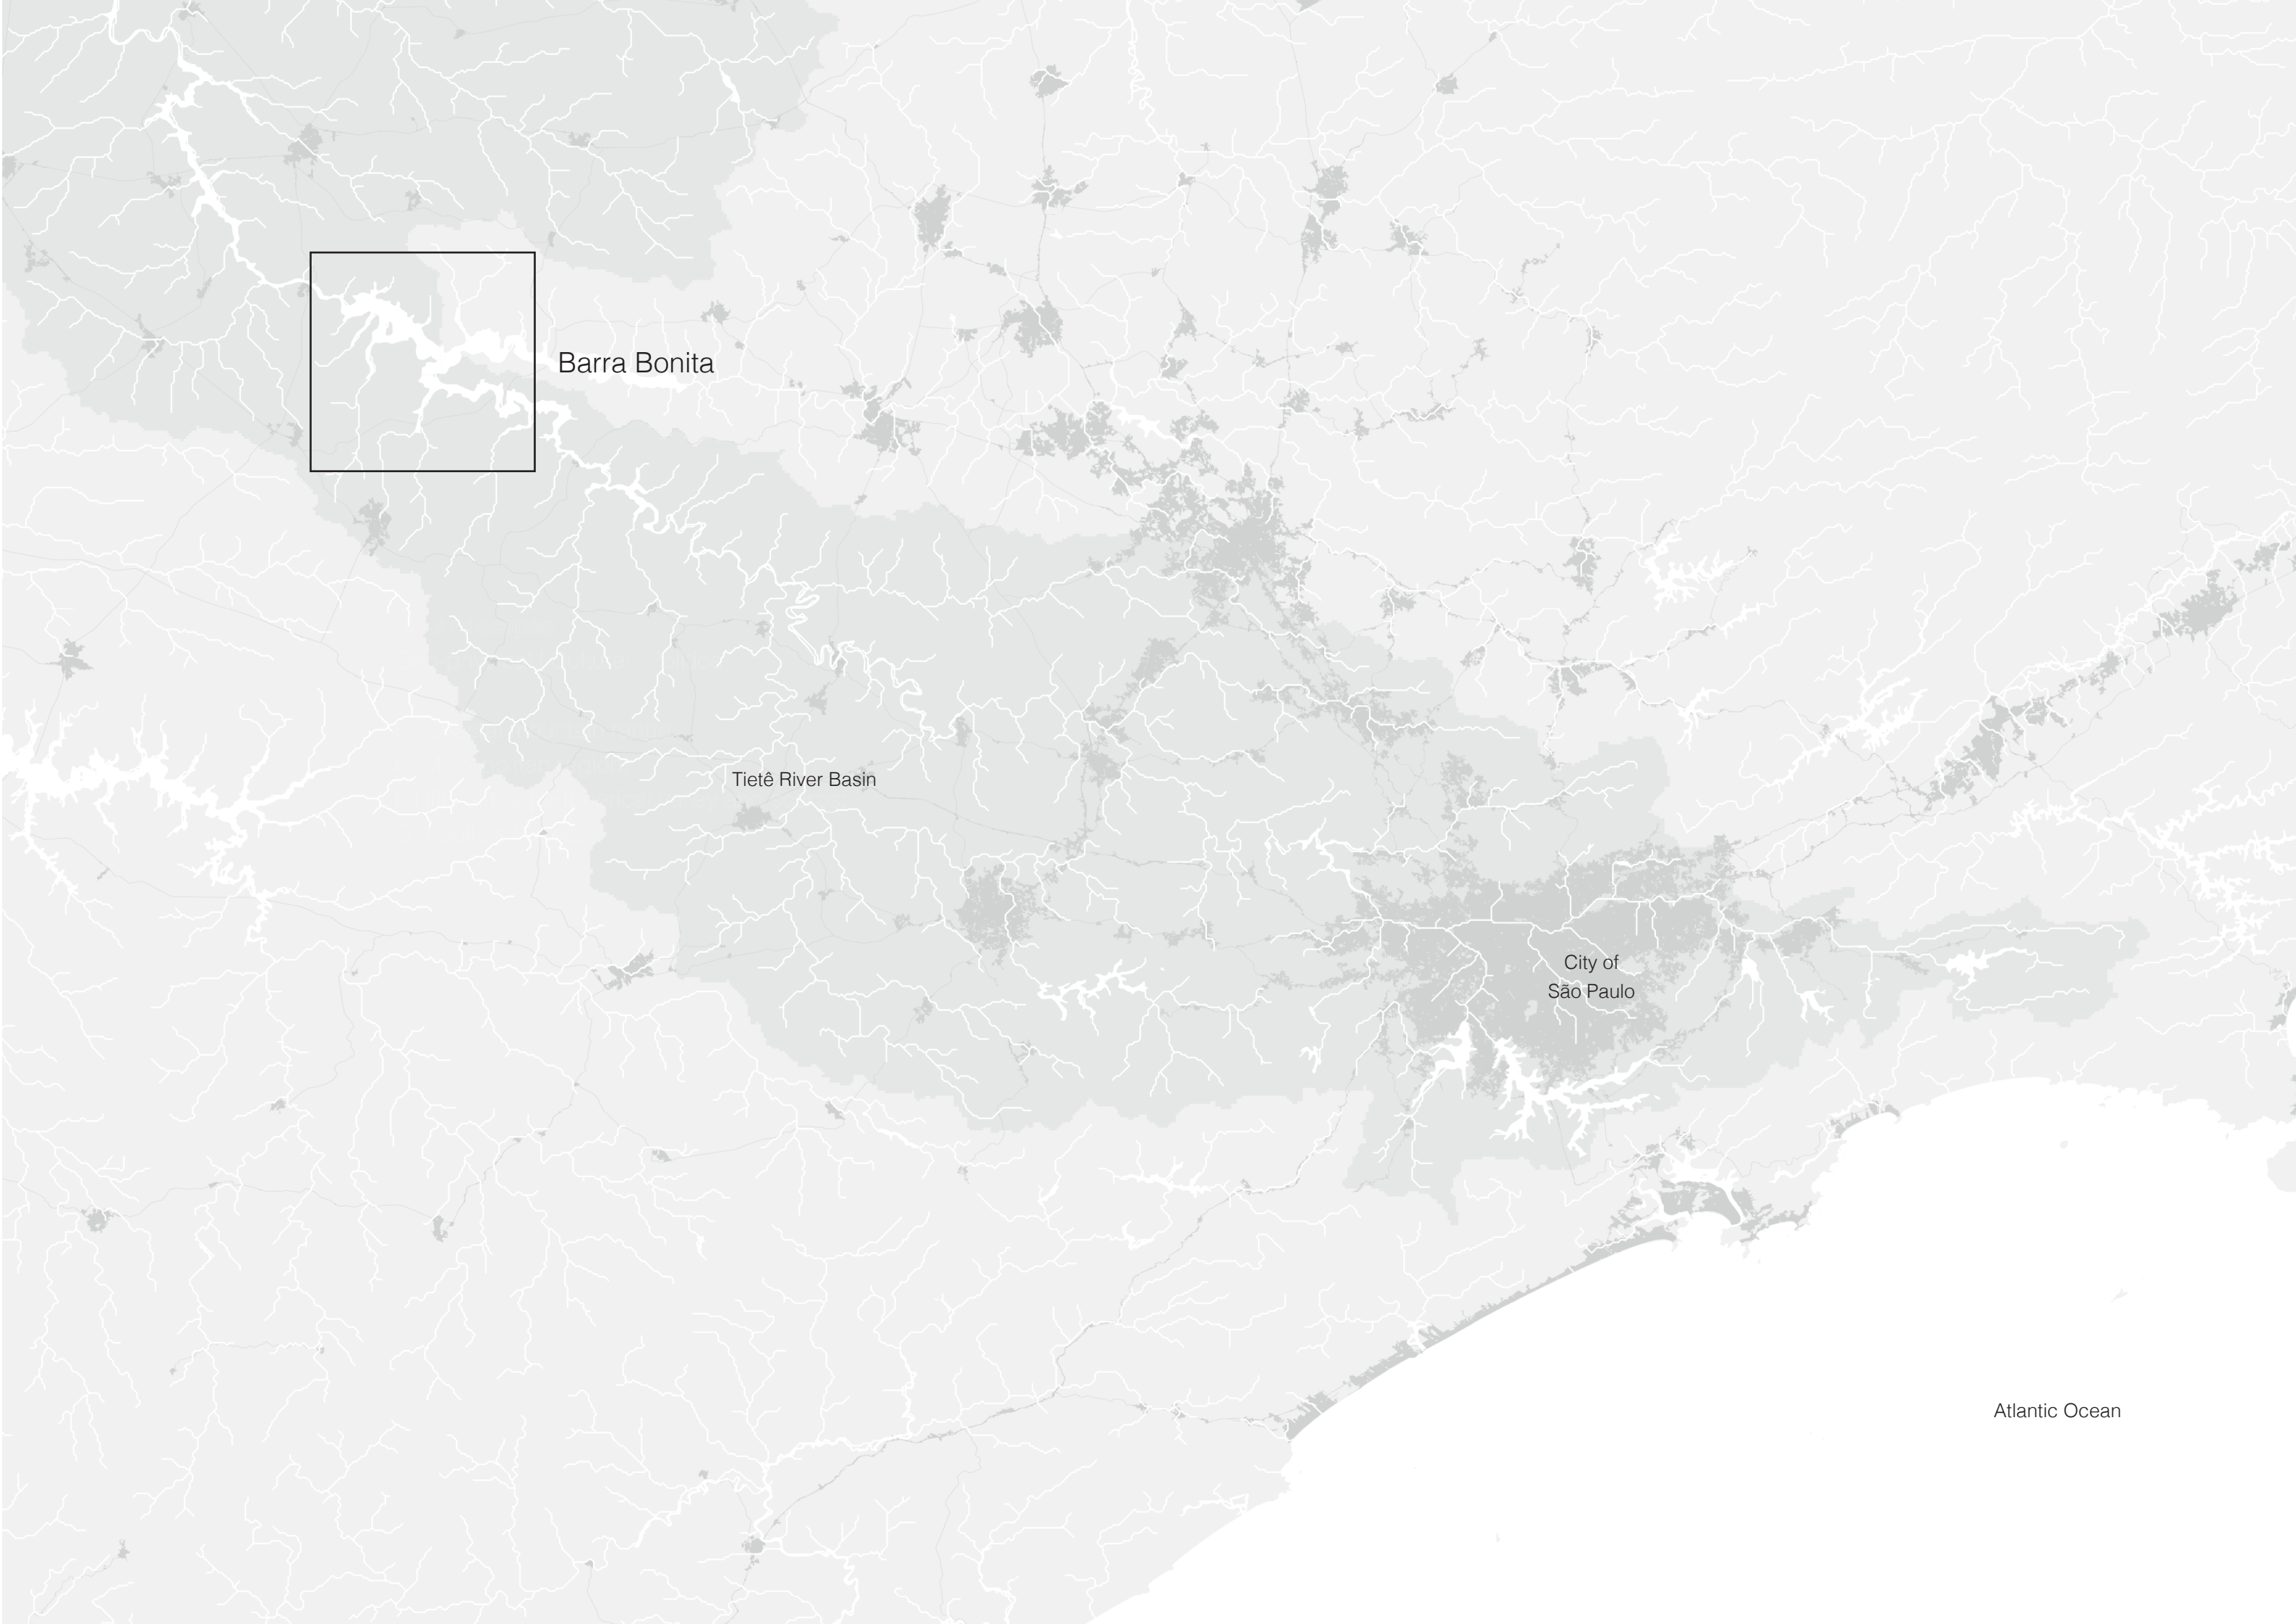 Barra Bonita
Tietê River Basin
City of
São Paulo
Atlantic Ocean